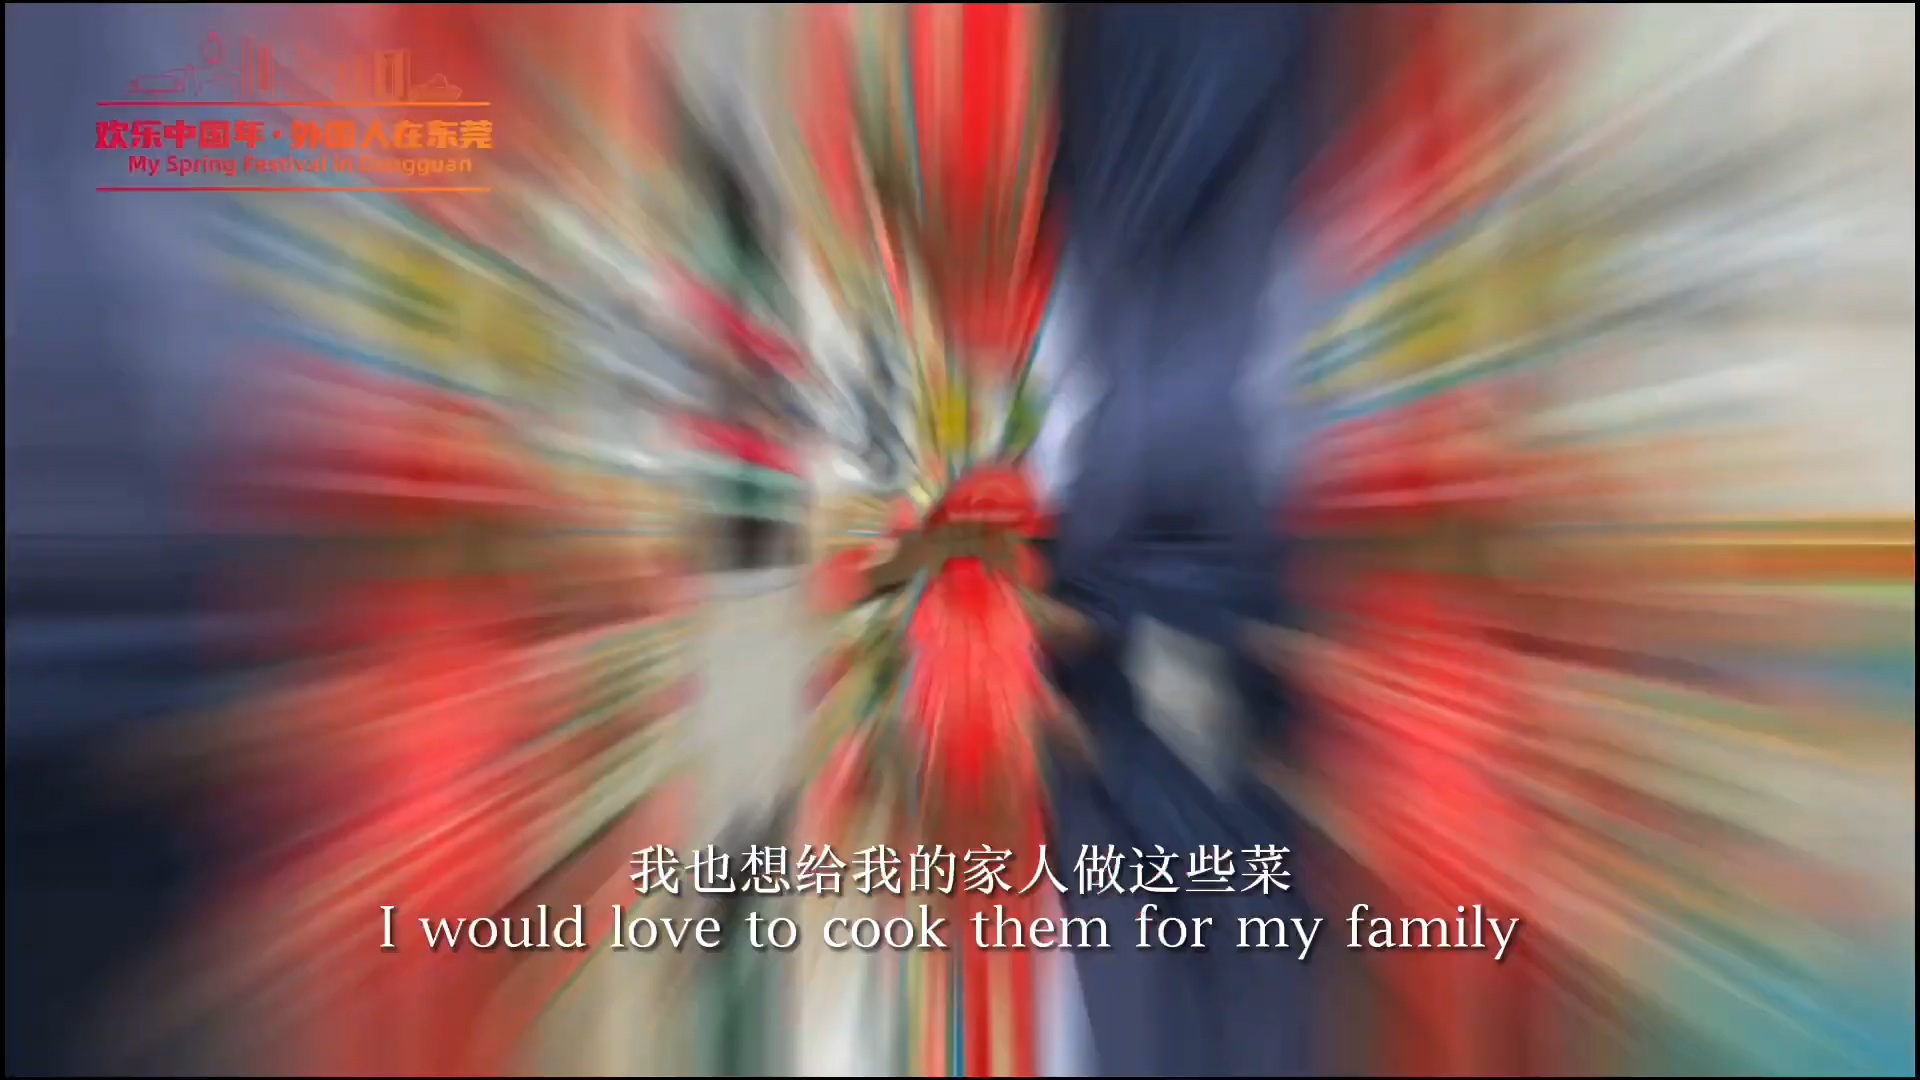 欢乐中国年·外国人在东莞
My Spring Festival in Dongguan
我也想给我的家人做这些菜
I would love to cook them for my family